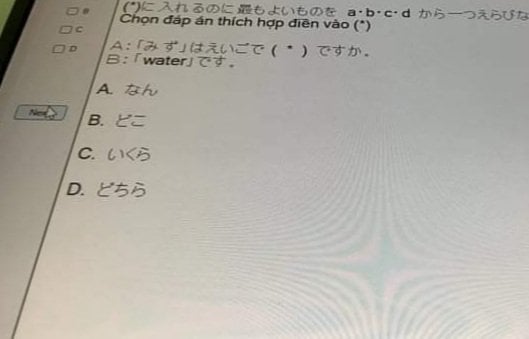 (*)に 入れるのに 最もよいものを a・b・c・d から一つえらびな
Chọn đáp án thích hợp điền vào (*)
A：「みず」はえいごで ( * ) ですか。
B：「water」です。
A. なん
B. どこ
C. いくら
D. どちら
B
C
D